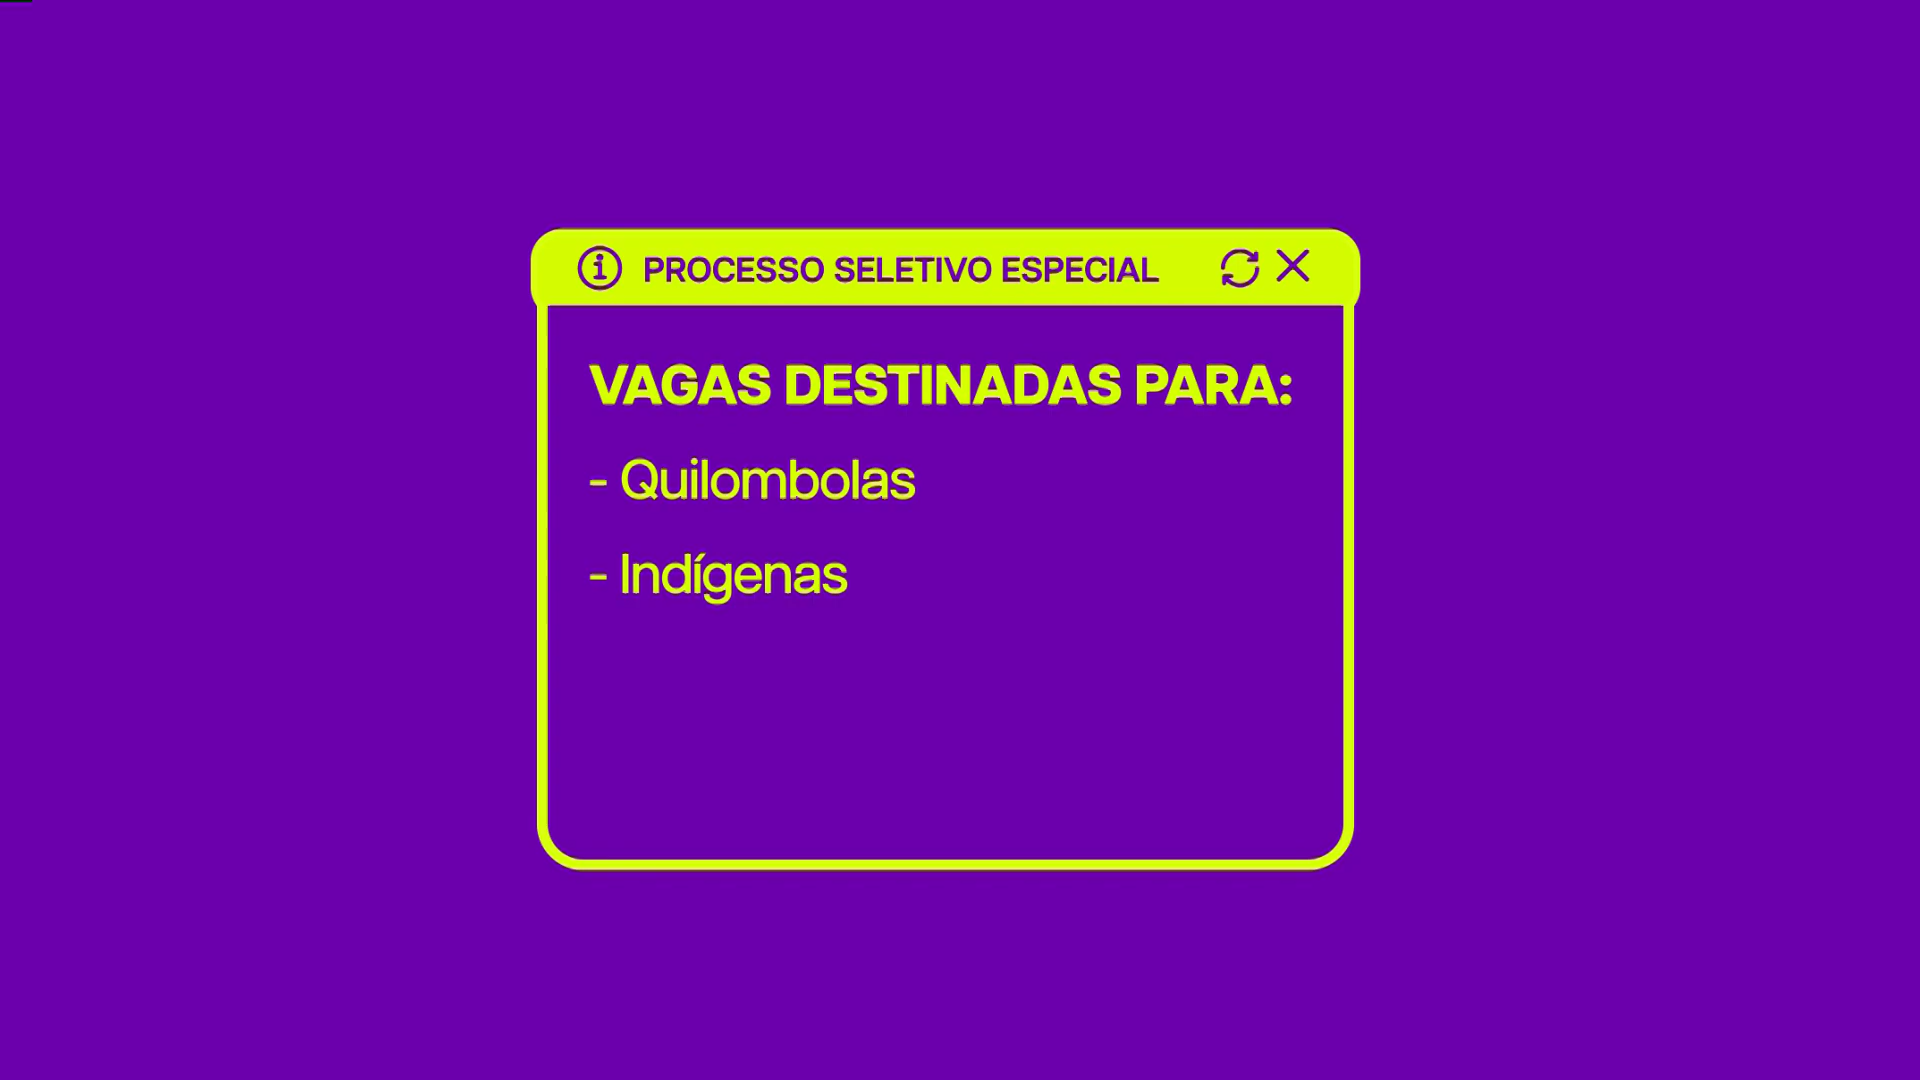 PROCESSO SELETIVO ESPECIAL
VAGAS DESTINADAS PARA:
- Quilombolas
- Indígenas